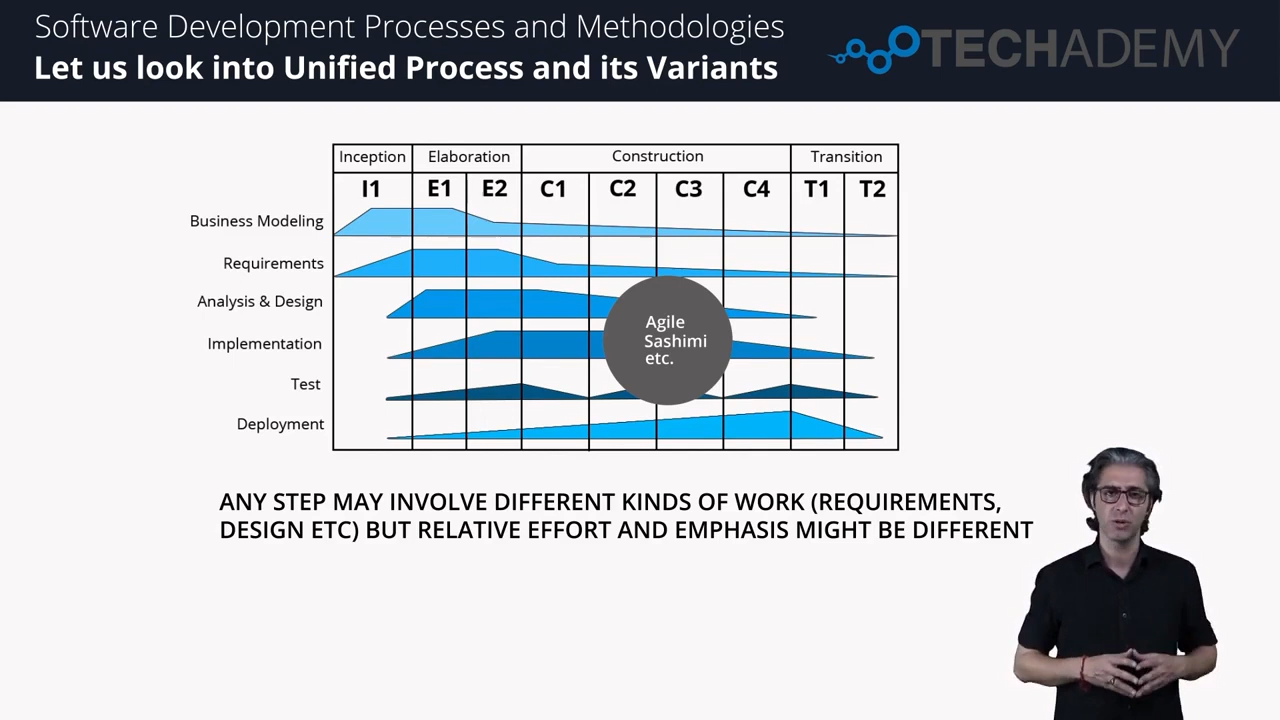 Software Development Processes and Methodologies
Let us look into Unified Process and its Variants
TECHADEMY
Inception Elaboration Construction Transition
I1 E1 E2 C1 C2 C3 C4 T1 T2
Business Modeling
Requirements
Analysis & Design
Implementation
Test
Deployment
Agile
Sashimi
etc.
ANY STEP MAY INVOLVE DIFFERENT KINDS OF WORK (REQUIREMENTS,
DESIGN ETC) BUT RELATIVE EFFORT AND EMPHASIS MIGHT BE DIFFERENT